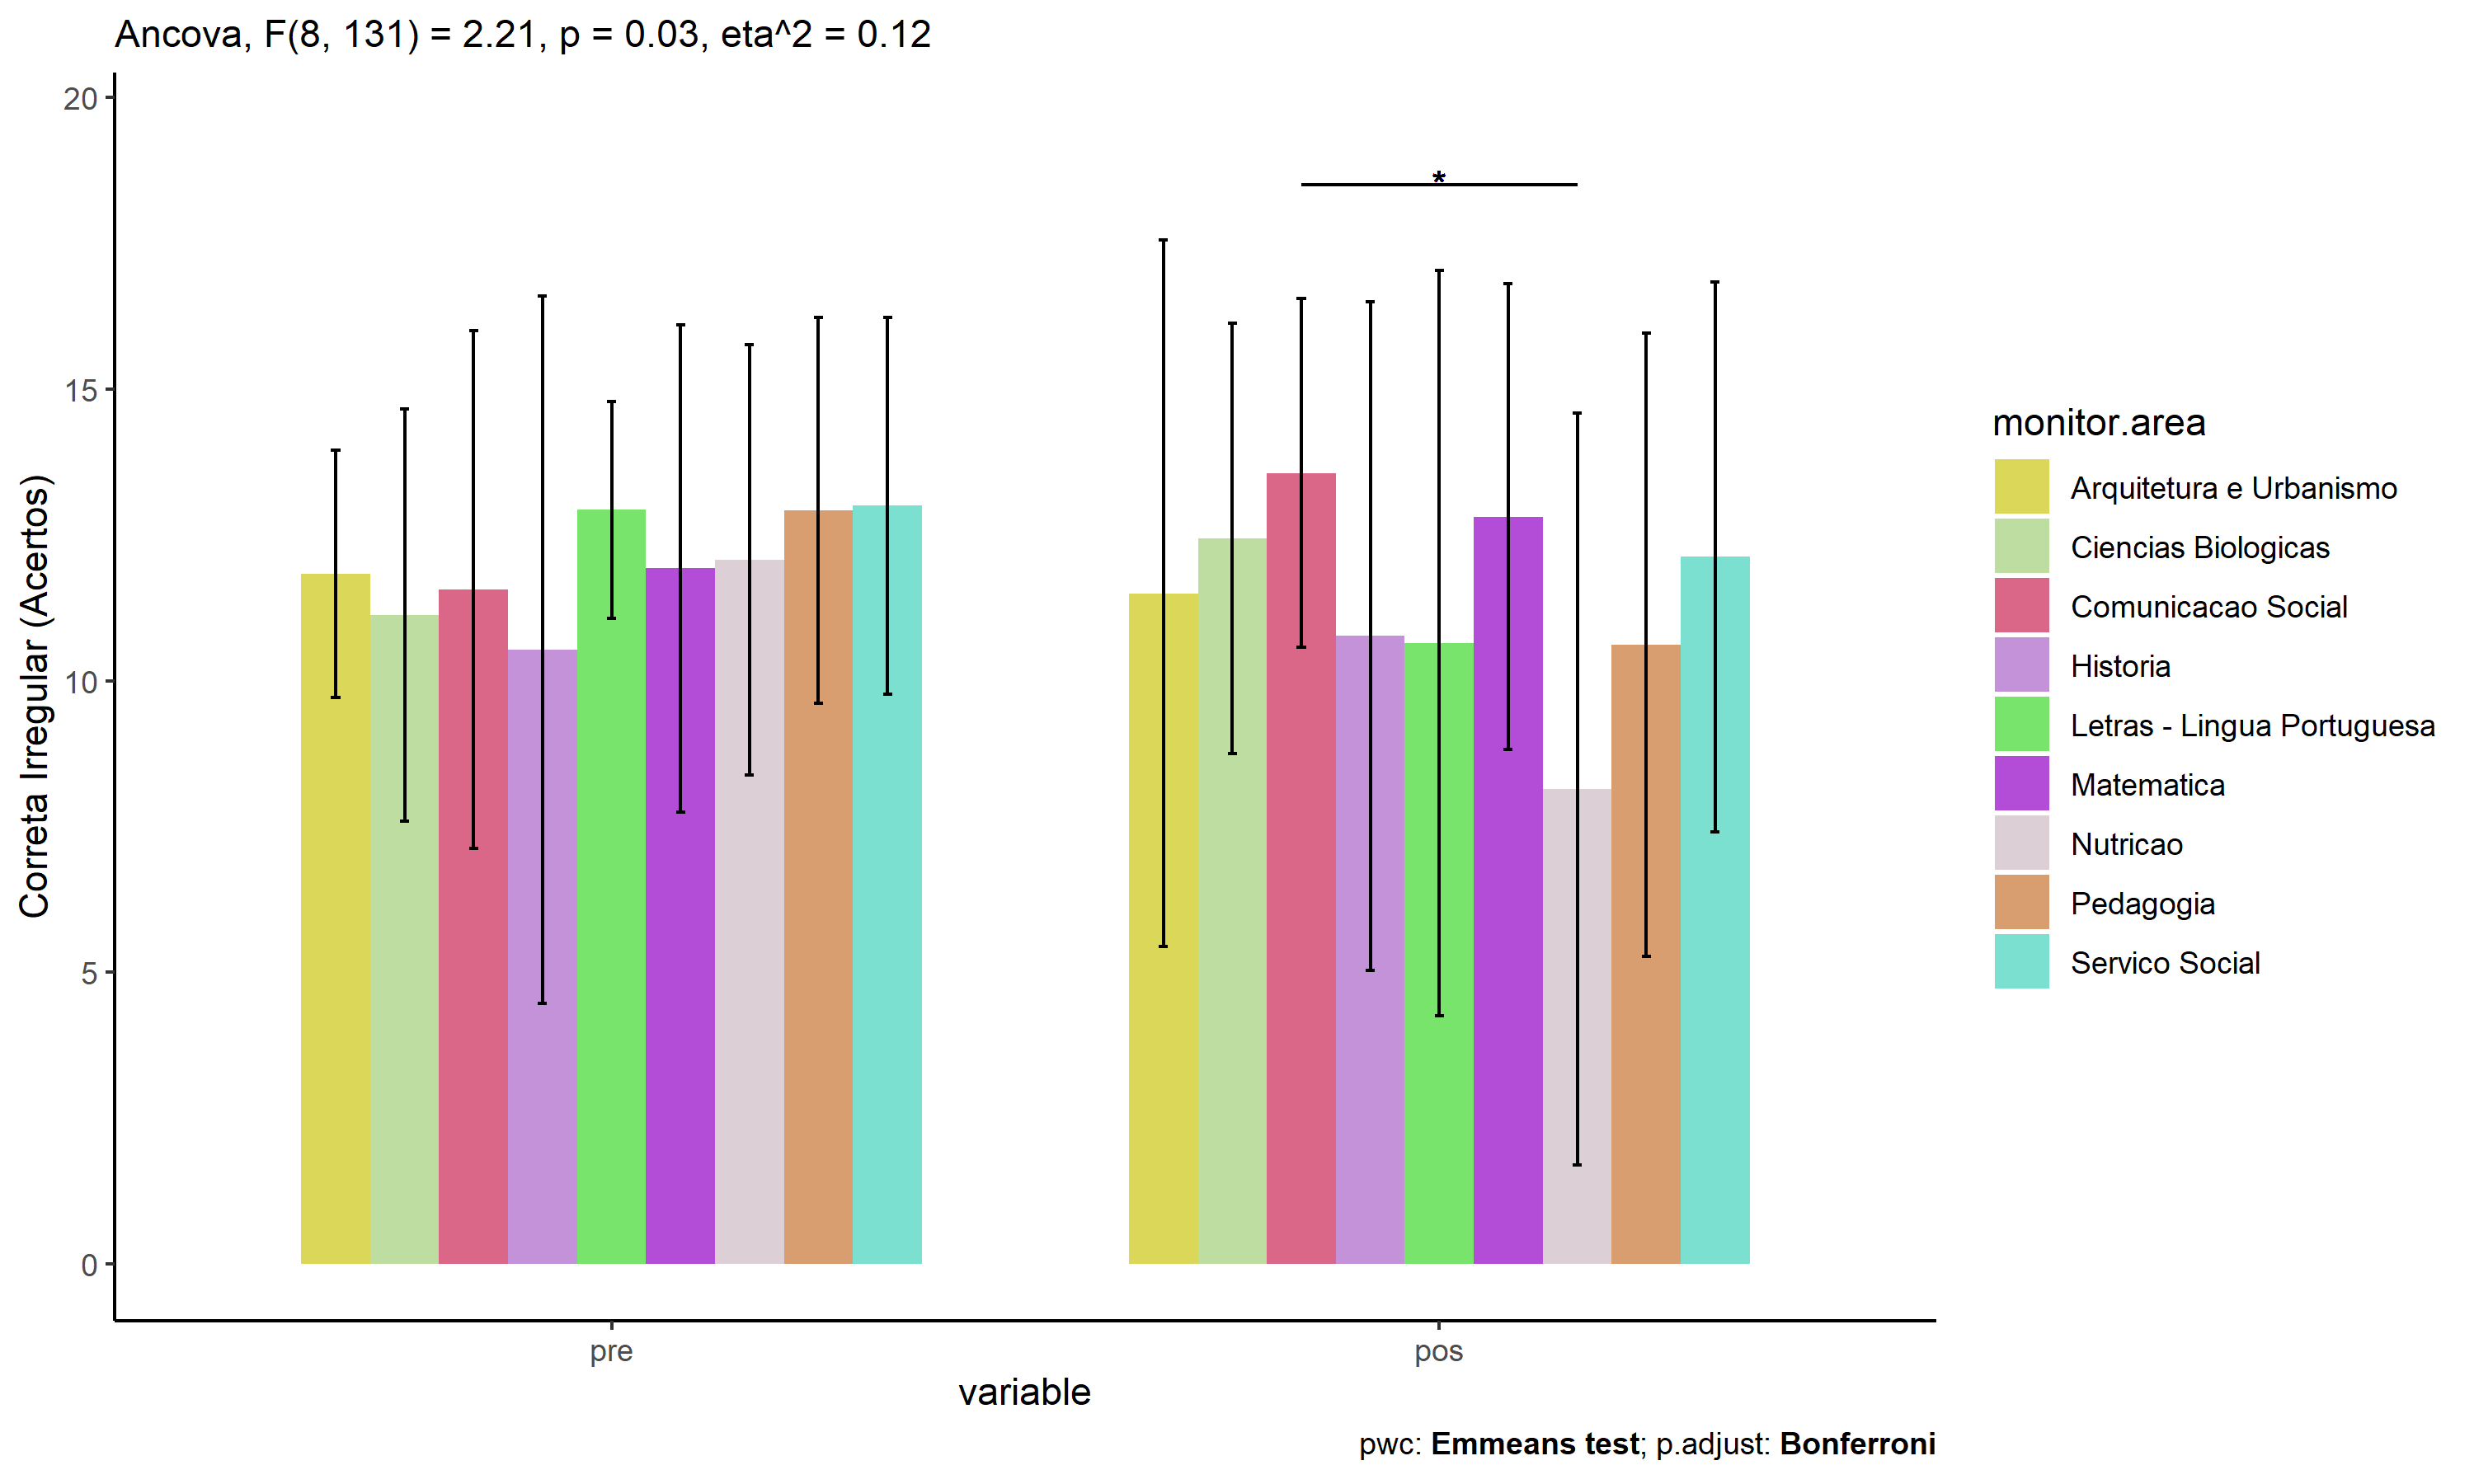 Ancova, F(8, 131) = 2.21, p = 0.03, eta^2 = 0.12
Correta Irregular (Acertos)
20
15
10
5
0
*
pre
pos
variable
monitor.area
Arquitetura e Urbanismo
Ciencias Biologicas
Comunicacao Social
Historia
Letras - Lingua Portuguesa
Matematica
Nutricao
Pedagogia
Servico Social
pwc: Emmeans test; p.adjust: Bonferroni